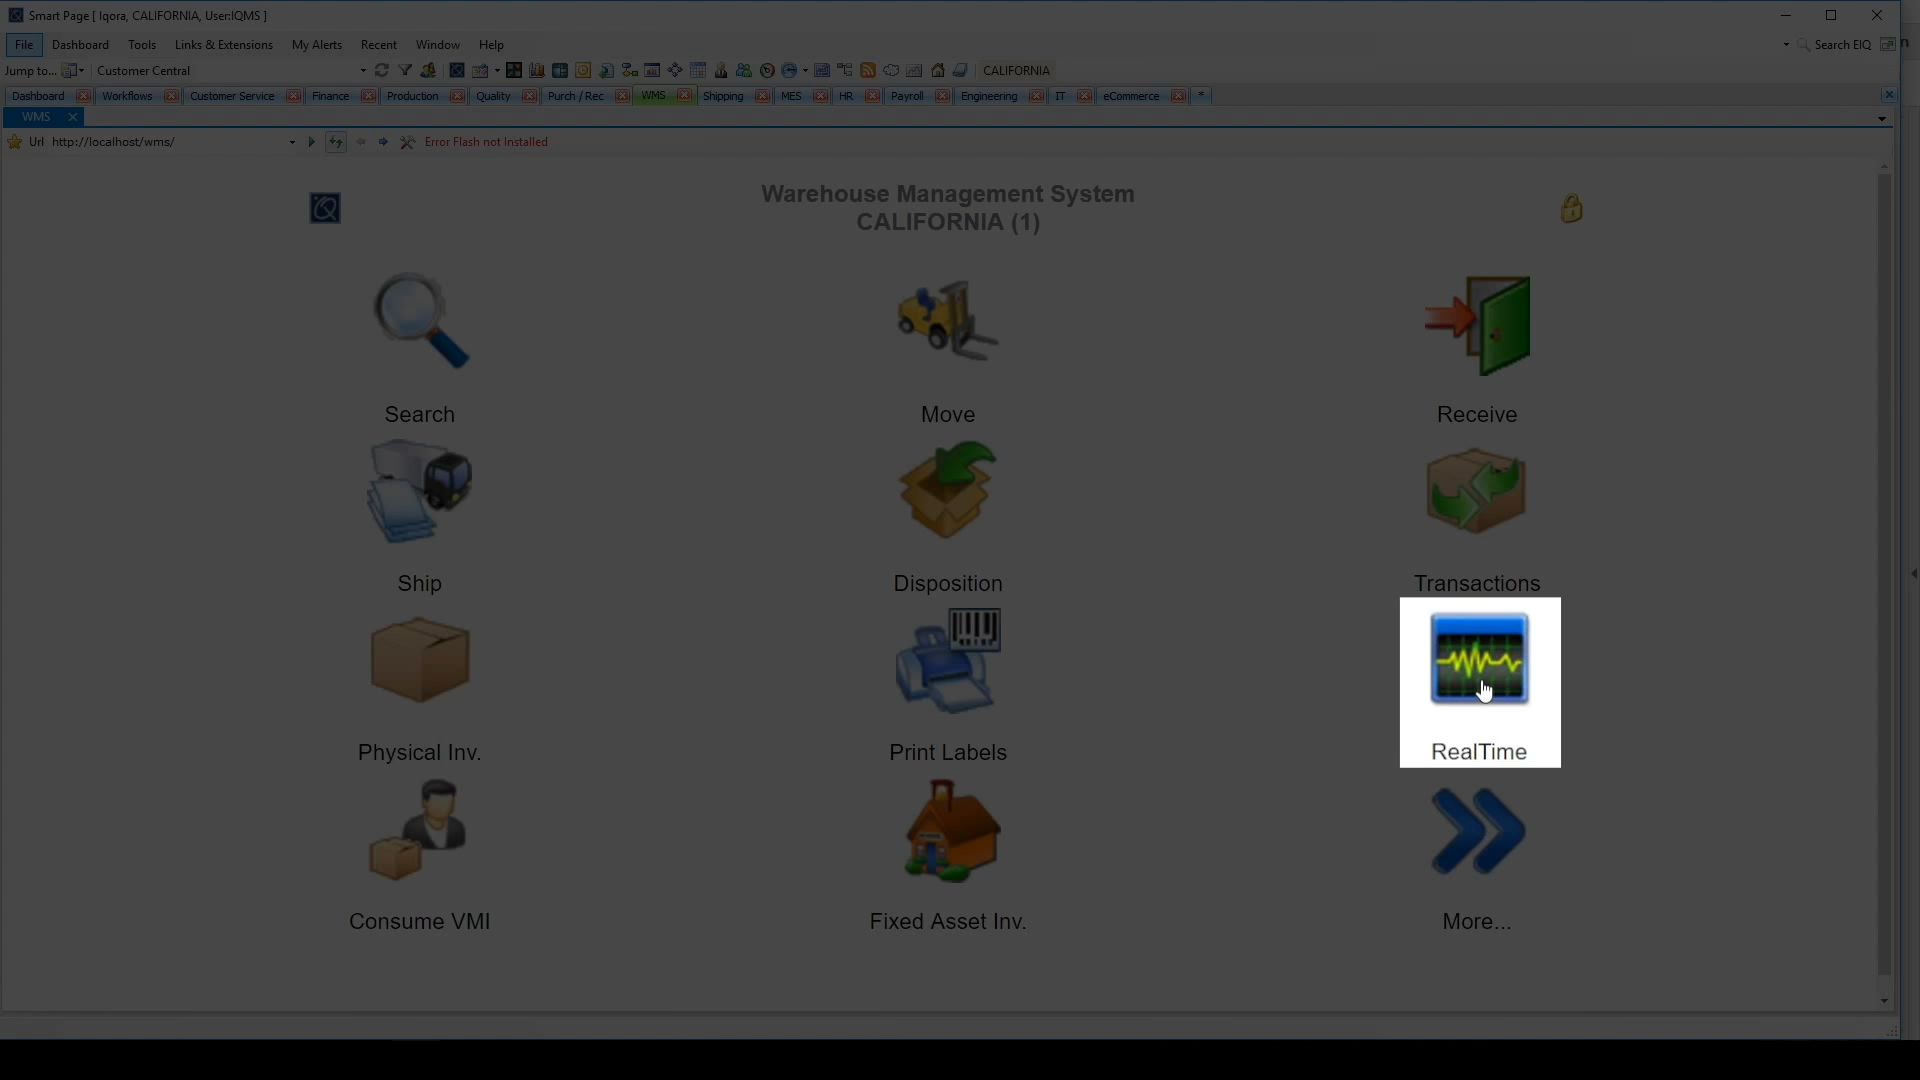 Smart Page [ Iqora, CALIFORNIA, User:IQMS ]
File Dashboard Tools Links & Extensions My Alerts Recent Window Help Search EIQ
Jump to... Customer Central CALIFORNIA
Dashboard Workflows Customer Service Finance Production Quality Purch / Rec WMS Shipping MES HR Payroll Engineering IT eCommerce *
WMS
Url http://localhost/wms/ Error Flash not Installed
Warehouse Management System
CALIFORNIA (1)
Search Move Receive
Ship Disposition Transactions
Physical Inv. Print Labels RealTime
Consume VMI Fixed Asset Inv. More...